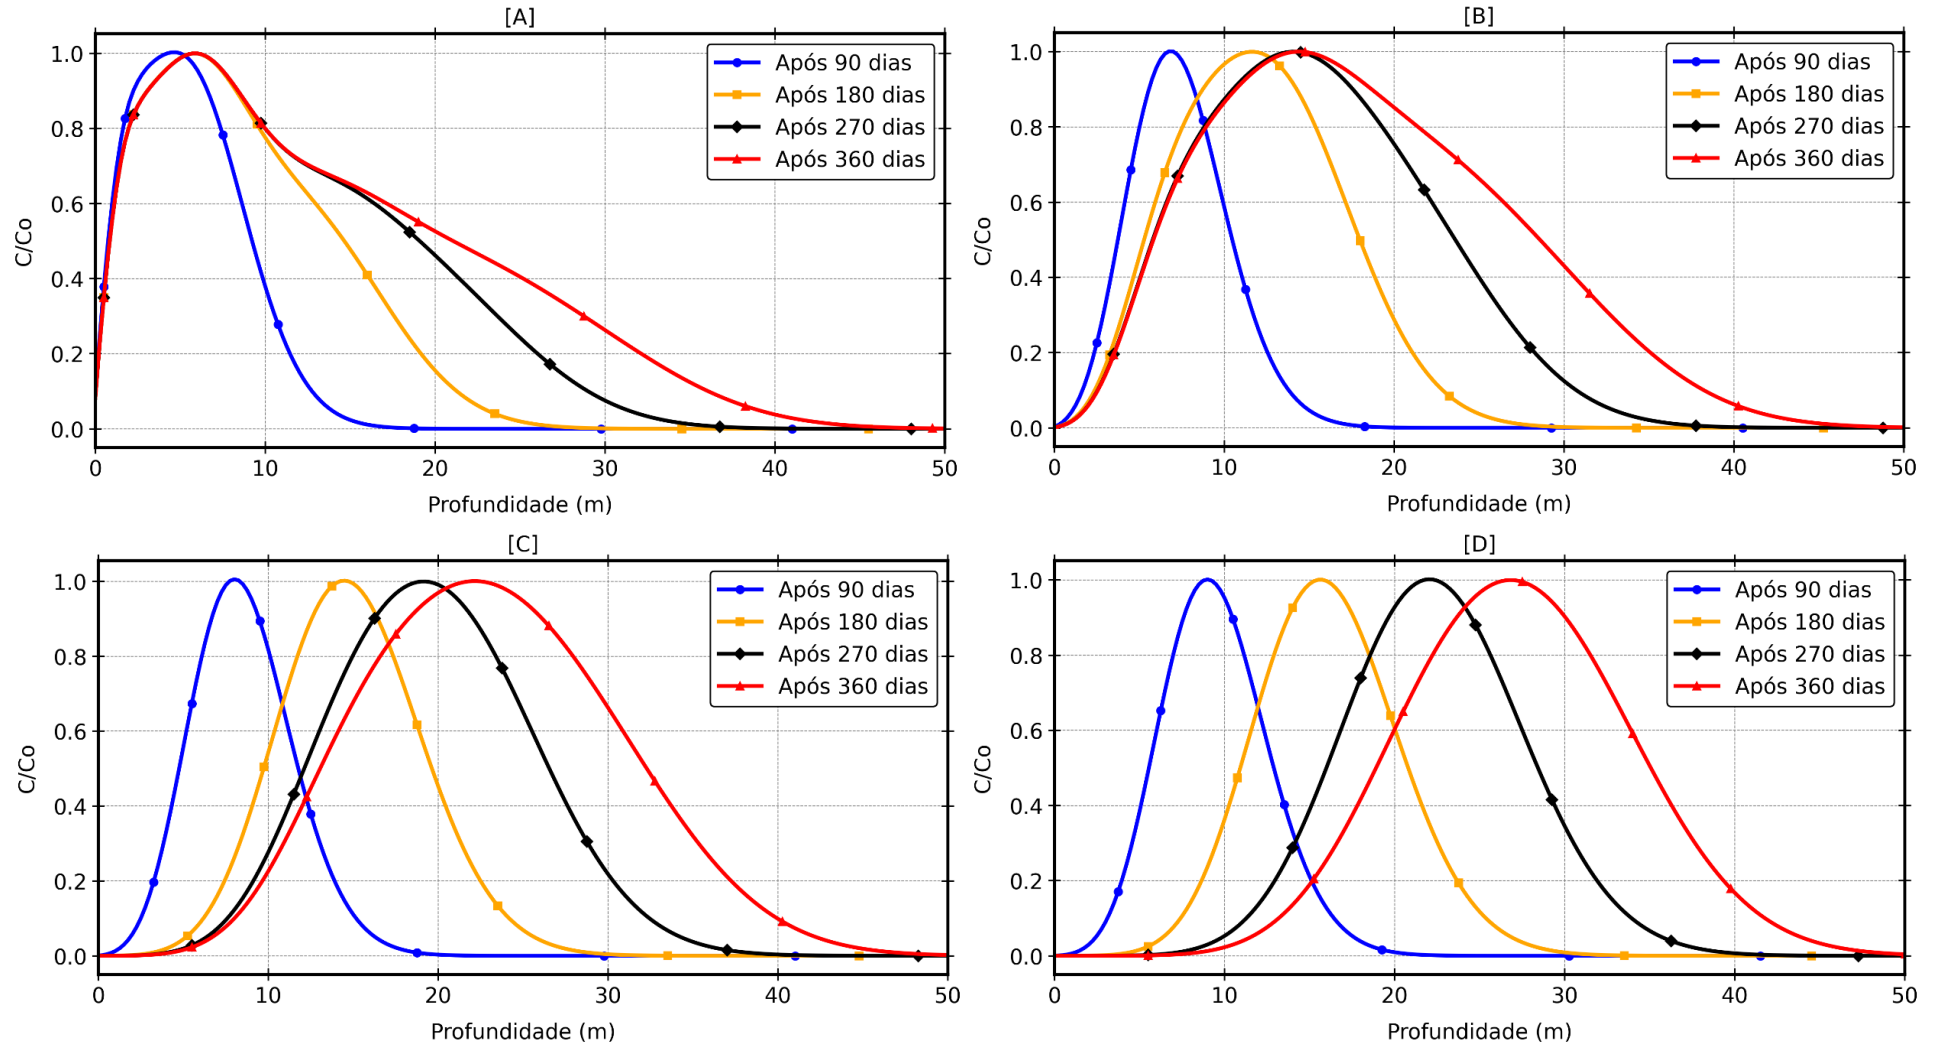 [A]
1.0
0.8
0.6
0.4
0.2
0.0
C/Co
Após 90 dias
Após 180 dias
Após 270 dias
Após 360 dias
0 10 20 30 40 50
Profundidade (m)
[B]
1.0
0.8
0.6
0.4
0.2
0.0
C/Co
Após 90 dias
Após 180 dias
Após 270 dias
Após 360 dias
0 10 20 30 40 50
Profundidade (m)
[C]
1.0
0.8
0.6
0.4
0.2
0.0
C/Co
Após 90 dias
Após 180 dias
Após 270 dias
Após 360 dias
0 10 20 30 40 50
Profundidade (m)
[D]
1.0
0.8
0.6
0.4
0.2
0.0
C/Co
Após 90 dias
Após 180 dias
Após 270 dias
Após 360 dias
0 10 20 30 40 50
Profundidade (m)